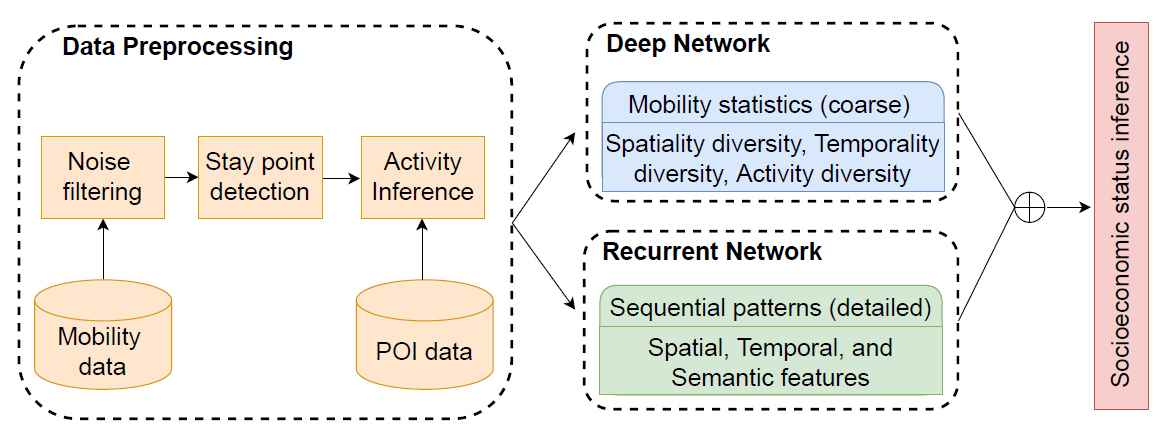 Data Preprocessing
Noise
filtering
Stay point
detection
Activity
Inference
Mobility
data
POI data
Deep Network
Mobility statistics (coarse)
Spatiality diversity, Temporality
diversity, Activity diversity
Recurrent Network
Sequential patterns (detailed)
Spatial, Temporal, and
Semantic features
Socioeconomic status inference